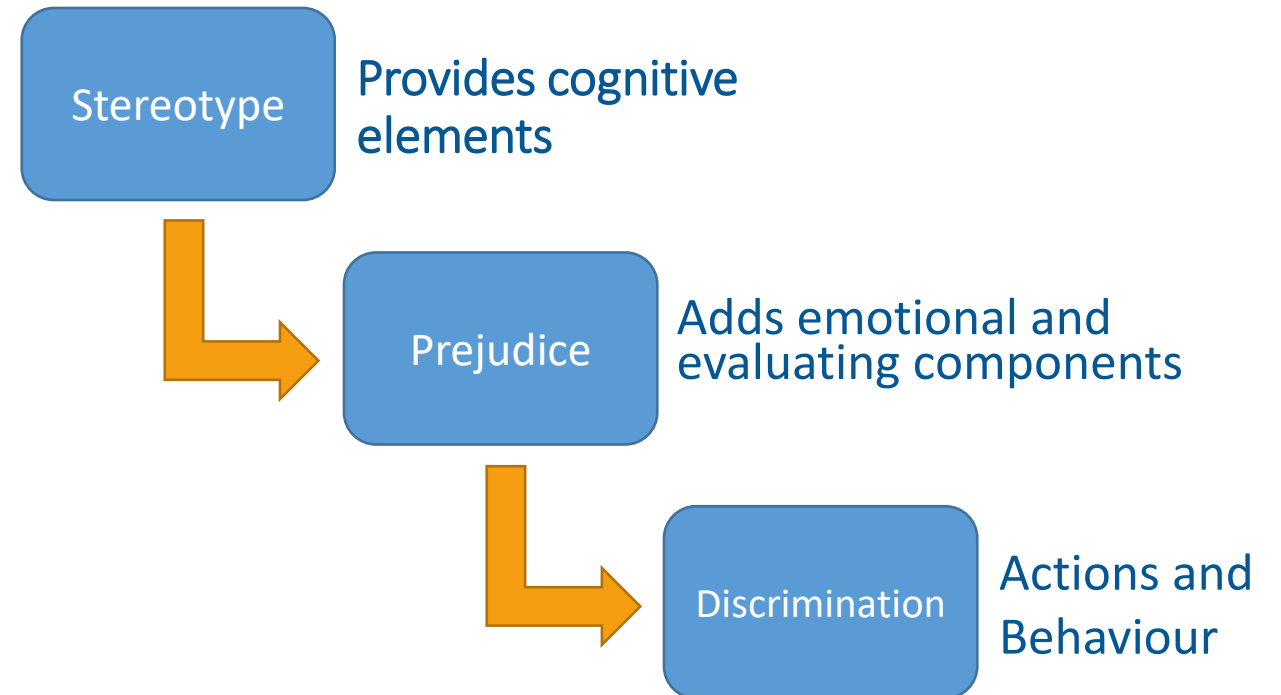 Stereotype
Provides cognitive
elements
Prejudice
Adds emotional and
evaluating components
Discrimination
Actions and
Behaviour